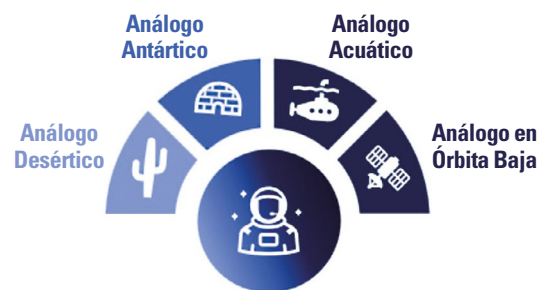 Análogo
Antártico
Análogo
Acuático
Análogo
Desértico
Análogo en
Órbita Baja